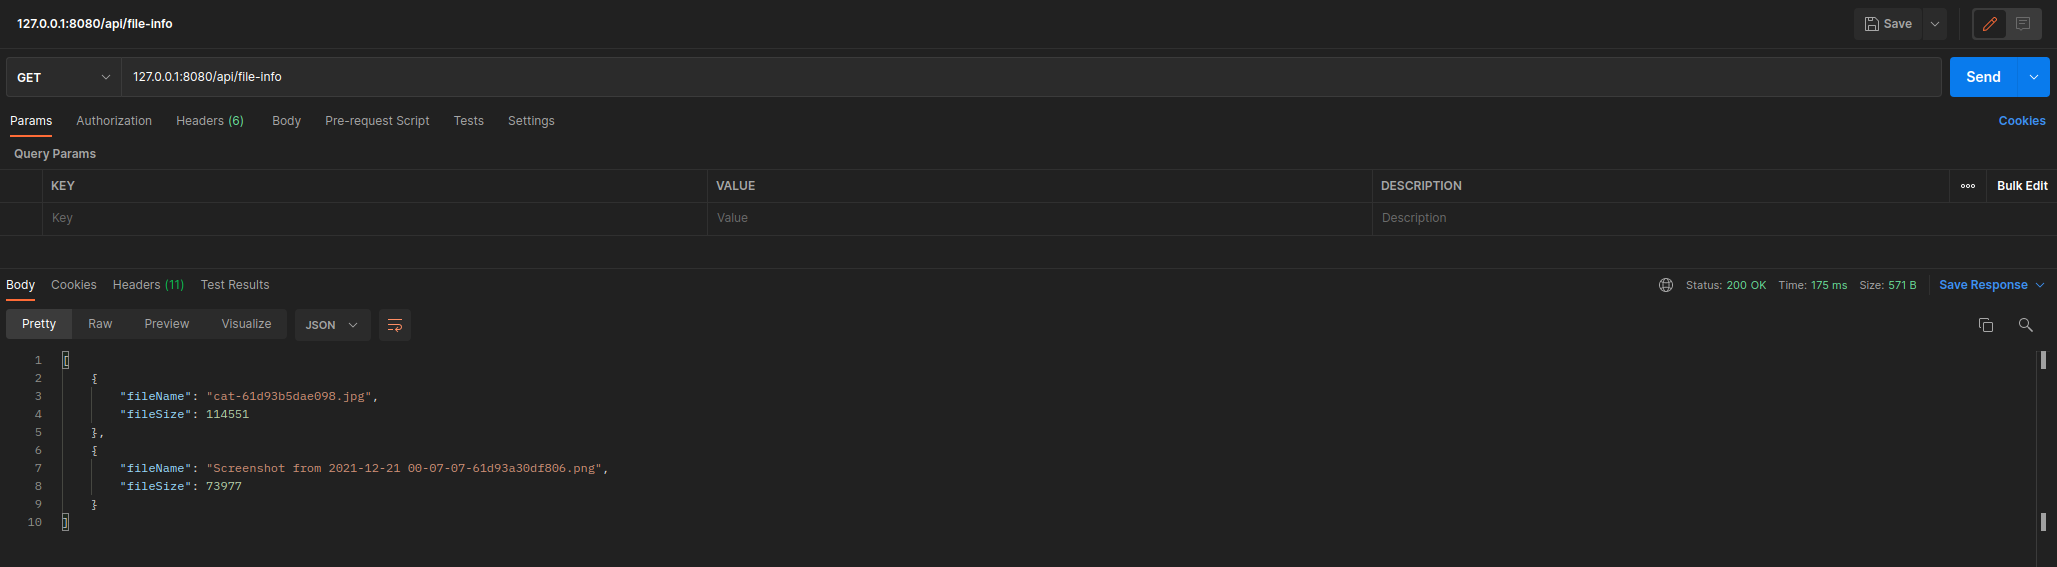 127.0.0.1:8080/api/file-info
Save
GET
127.0.0.1:8080/api/file-info
Send
Params Authorization Headers (6) Body Pre-request Script Tests Settings Cookies
Query Params
KEY VALUE DESCRIPTION ooo Bulk Edit
Key Value Description
Body Cookies Headers (11) Test Results Status: 200 OK Time: 175 ms Size: 571 B Save Response
Pretty Raw Preview Visualize JSON
1 [
2 {
3 "fileName": "cat-61d93b5dae098.jpg",
4 "fileSize": 114551
5 },
6 {
7 "fileName": "Screenshot from 2021-12-21 00-07-07-61d93a30df806.png",
8 "fileSize": 73977
9 }
10 ]